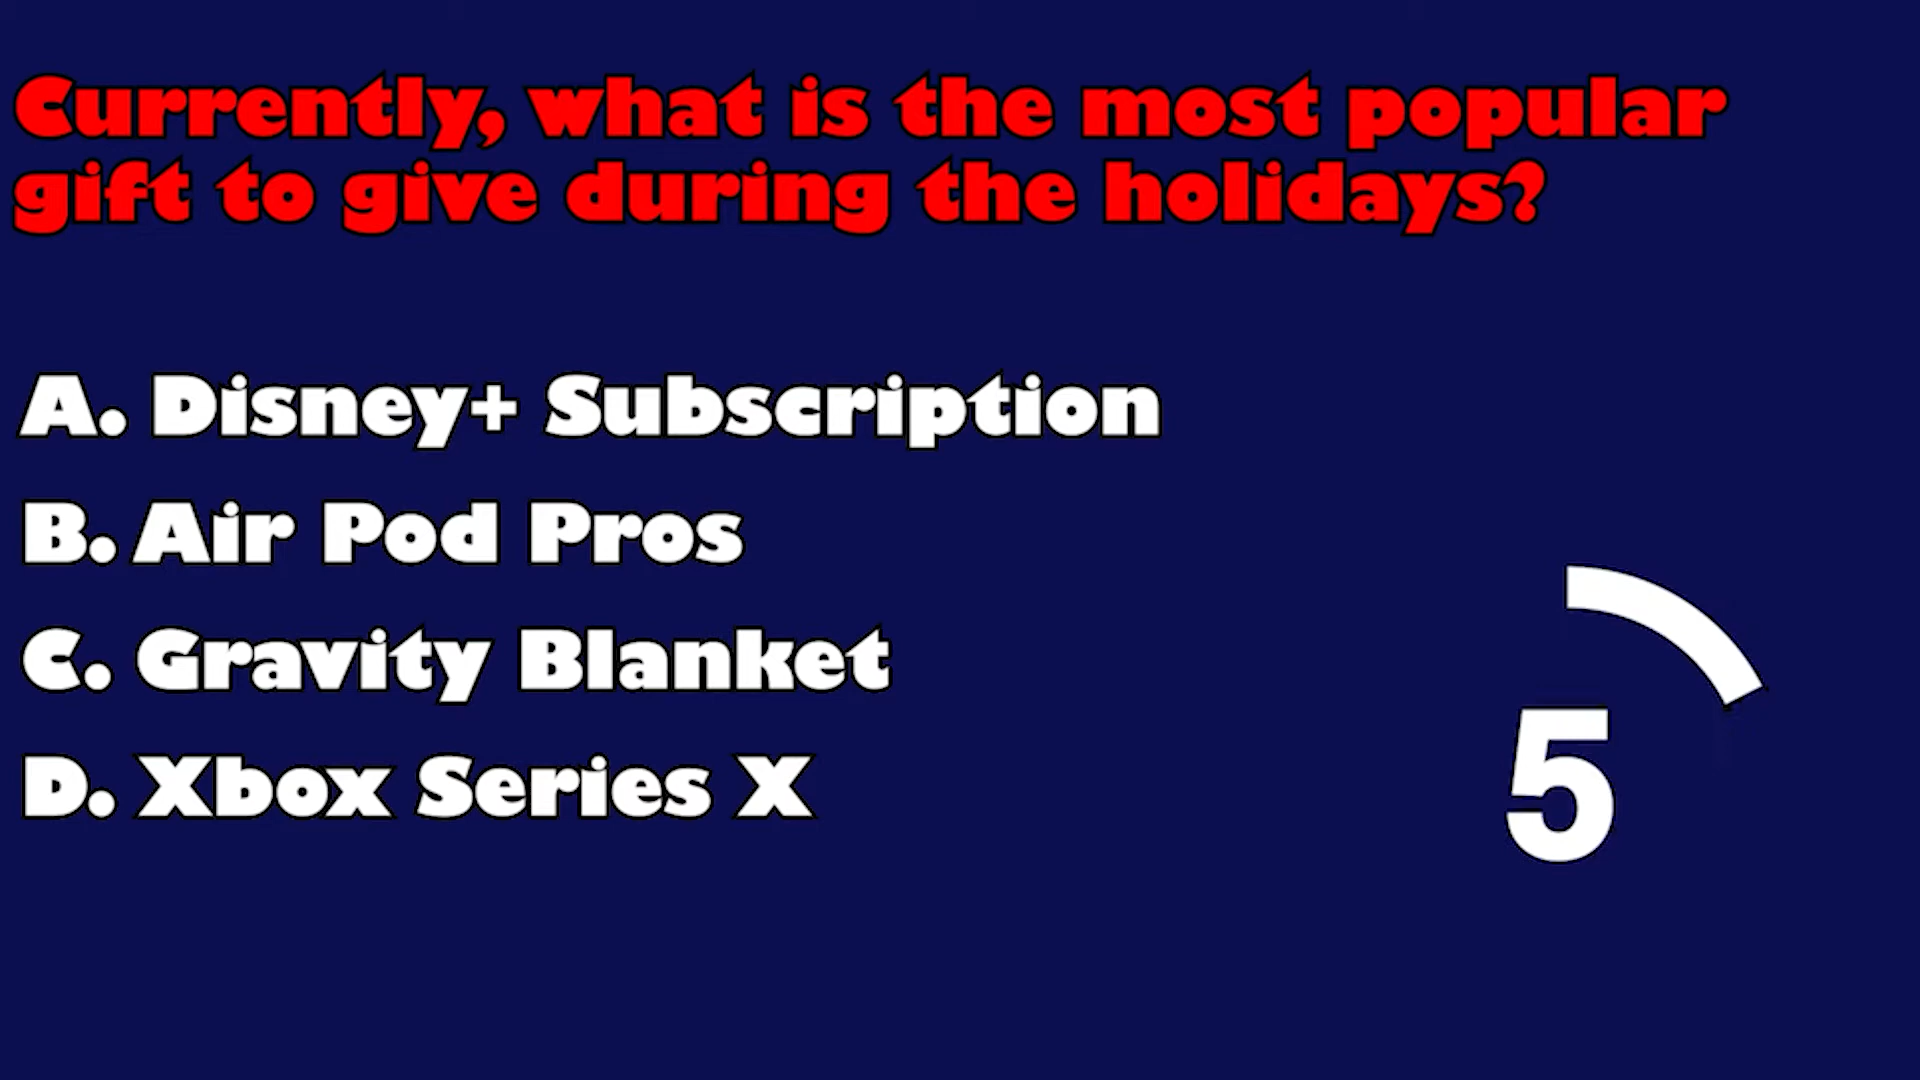 Currently, what is the most popular
gift to give during the holidays?
A. Disney+ Subscription
B. Air Pod Pros
C. Gravity Blanket
D. Xbox Series X
5